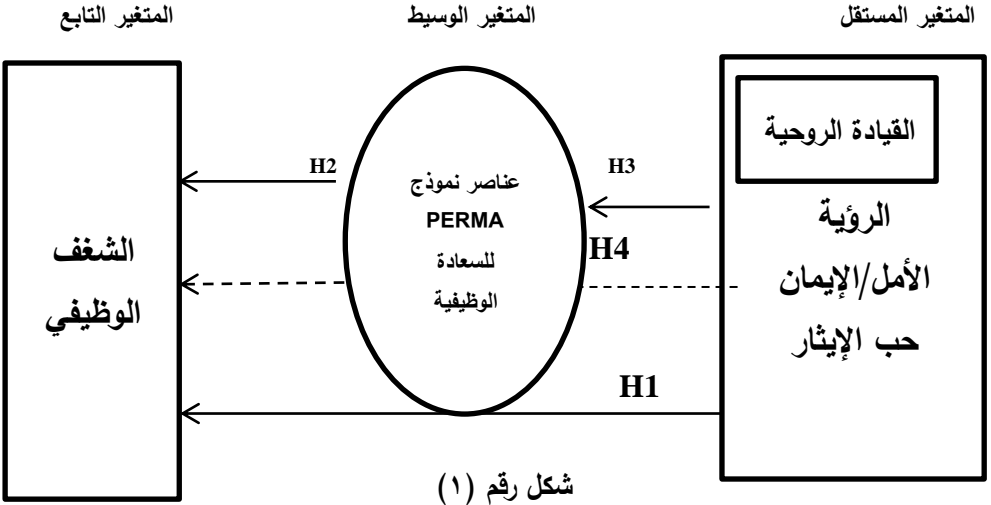 المتغير المستقل
المتغير الوسيط
المتغير التابع
القيادة الروحية
الرؤية
الأمل/الإيمان
حب الإيثار
H3
H4
H1
عناصر نموذج
PERMA
للسعادة
الوظيفية
H2
الشغف
الوظيفي
شكل رقم (١)